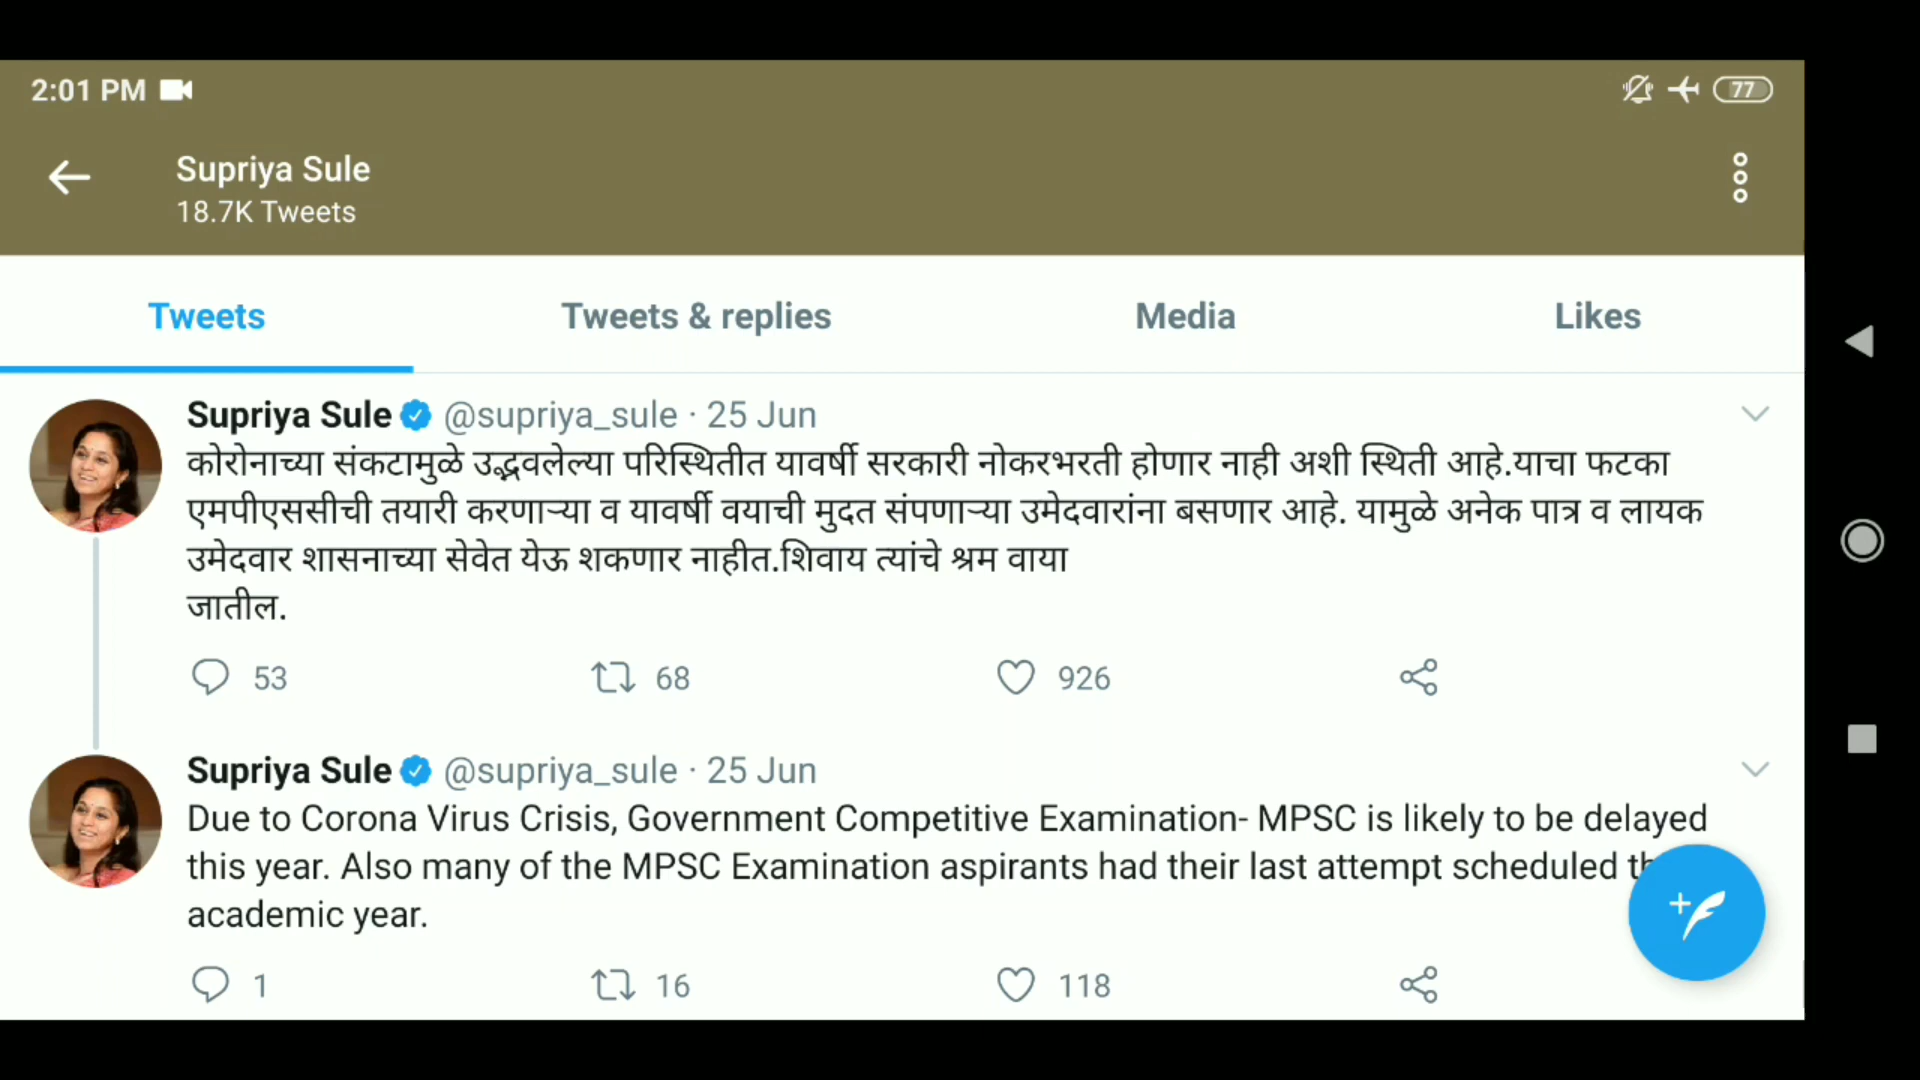 2:01 PM
77
Supriya Sule
18.7K Tweets
Tweets
Tweets & replies
Media
Likes
Supriya Sule @supriya_sule · 25 Jun
कोरोनाच्या संकटामुळे उद्भवलेल्या परिस्थितीत यावर्षी सरकारी नोकरभरती होणार नाही अशी स्थिती आहे.याचा फटका
एमपीएससीची तयारी करणाऱ्या व यावर्षी वयाची मुदत संपणाऱ्या उमेदवारांना बसणार आहे. यामुळे अनेक पात्र व लायक
उमेदवार शासनाच्या सेवेत येऊ शकणार नाहीत.शिवाय त्यांचे श्रम वाया
जातील.
53 68 926
Supriya Sule @supriya_sule · 25 Jun
Due to Corona Virus Crisis, Government Competitive Examination- MPSC is likely to be delayed
this year. Also many of the MPSC Examination aspirants had their last attempt scheduled
academic year.
1 16 118